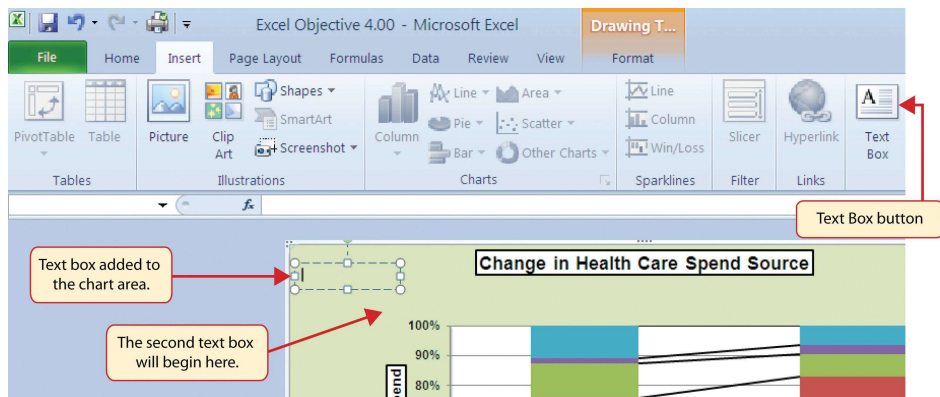 Excel Objective 4.00 - Microsoft Excel
Drawing T...
File
Home
Insert
Page Layout
Formulas
Data
Review
View
Format
PivotTable
Table
Picture
Clip
Art
Shapes
SmartArt
Screenshot
Column
Line
Pie
Bar
Area
Scatter
Other Charts
Line
Column
Win/Loss
Slicer
Hyperlink
A
Text
Box
Tables
Illustrations
Charts
Sparklines
Filter
Links
fx
Text Box button
Text box added to
the chart area.
Change in Health Care Spend Source
The second text box
will begin here.
100%
90%
80%
pend